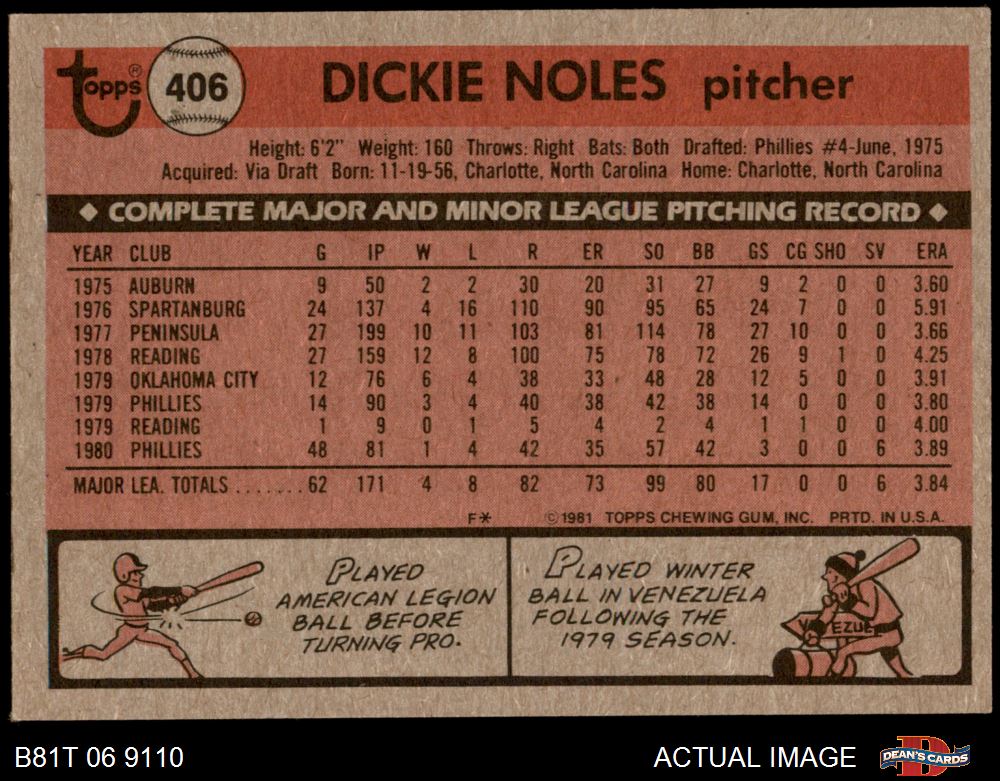 topps®
406
DICKIE NOLES pitcher
Height: 6'2" Weight: 160 Throws: Right Bats: Both Drafted: Phillies #4-June, 1975
Acquired: Via Draft Born: 11-19-56, Charlotte, North Carolina Home: Charlotte, North Carolina
◆ COMPLETE MAJOR AND MINOR LEAGUE PITCHING RECORD ◆
YEAR CLUB G IP W L R ER SO BB GS CG SHO SV ERA
1975 AUBURN 9 50 2 2 30 20 31 27 9 2 0 0 3.60
1976 SPARTANBURG 24 137 4 16 110 90 95 65 24 7 0 0 5.91
1977 PENINSULA 27 199 10 11 103 81 114 78 27 10 0 0 3.66
1978 READING 27 159 12 8 100 75 78 72 26 9 1 0 4.25
1979 OKLAHOMA CITY 12 76 6 4 38 33 48 28 12 5 0 0 3.91
1979 PHILLIES 14 90 3 4 40 38 42 38 14 0 0 0 3.80
1979 READING 1 9 0 1 5 4 2 4 1 1 0 0 4.00
1980 PHILLIES 48 81 1 4 42 35 57 42 3 0 0 6 3.89
MAJOR LEA. TOTALS .......62 171 4 8 82 73 99 80 17 0 0 6 3.84
F* ©1981 TOPPS CHEWING GUM, INC. PRTD. IN U.S.A.
PLAYED
AMERICAN LEGION
BALL BEFORE
TURNING PRO.
PLAYED WINTER
BALL IN VENEZUELA
FOLLOWING THE
1979 SEASON.
V EZUE
B81T 06 9110 ACTUAL IMAGE DEAN'S CARDS